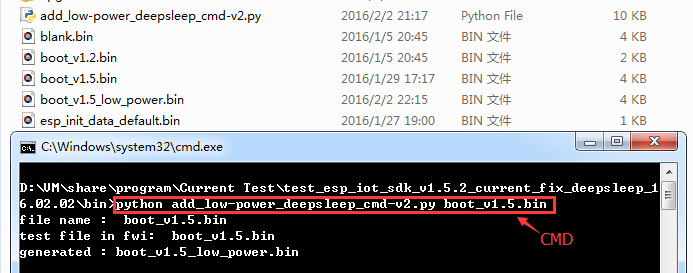 add_low-power_deepsleep_cmd-v2.py 2016/2/2 21:17 Python File 10 KB
blank.bin 2016/1/5 20:45 BIN 文件 4 KB
boot_v1.2.bin 2016/1/5 20:45 BIN 文件 2 KB
boot_v1.5.bin 2016/1/29 17:17 BIN 文件 4 KB
boot_v1.5_low_power.bin 2016/2/2 22:15 BIN 文件 4 KB
esp_init_data_default.bin 2016/1/27 19:00 BIN 文件 1 KB
C:\Windows\system32\cmd.exe
D:\VM\share\program\Current Test\test_esp_iot_sdk_v1.5.2_current_fix_deepsleep_1
6.02.02\bin>python add_low-power_deepsleep_cmd-v2.py boot_v1.5.bin
file name :  boot_v1.5.bin
test file in fwi:  boot_v1.5.bin
generated : boot_v1.5_low_power.bin
CMD